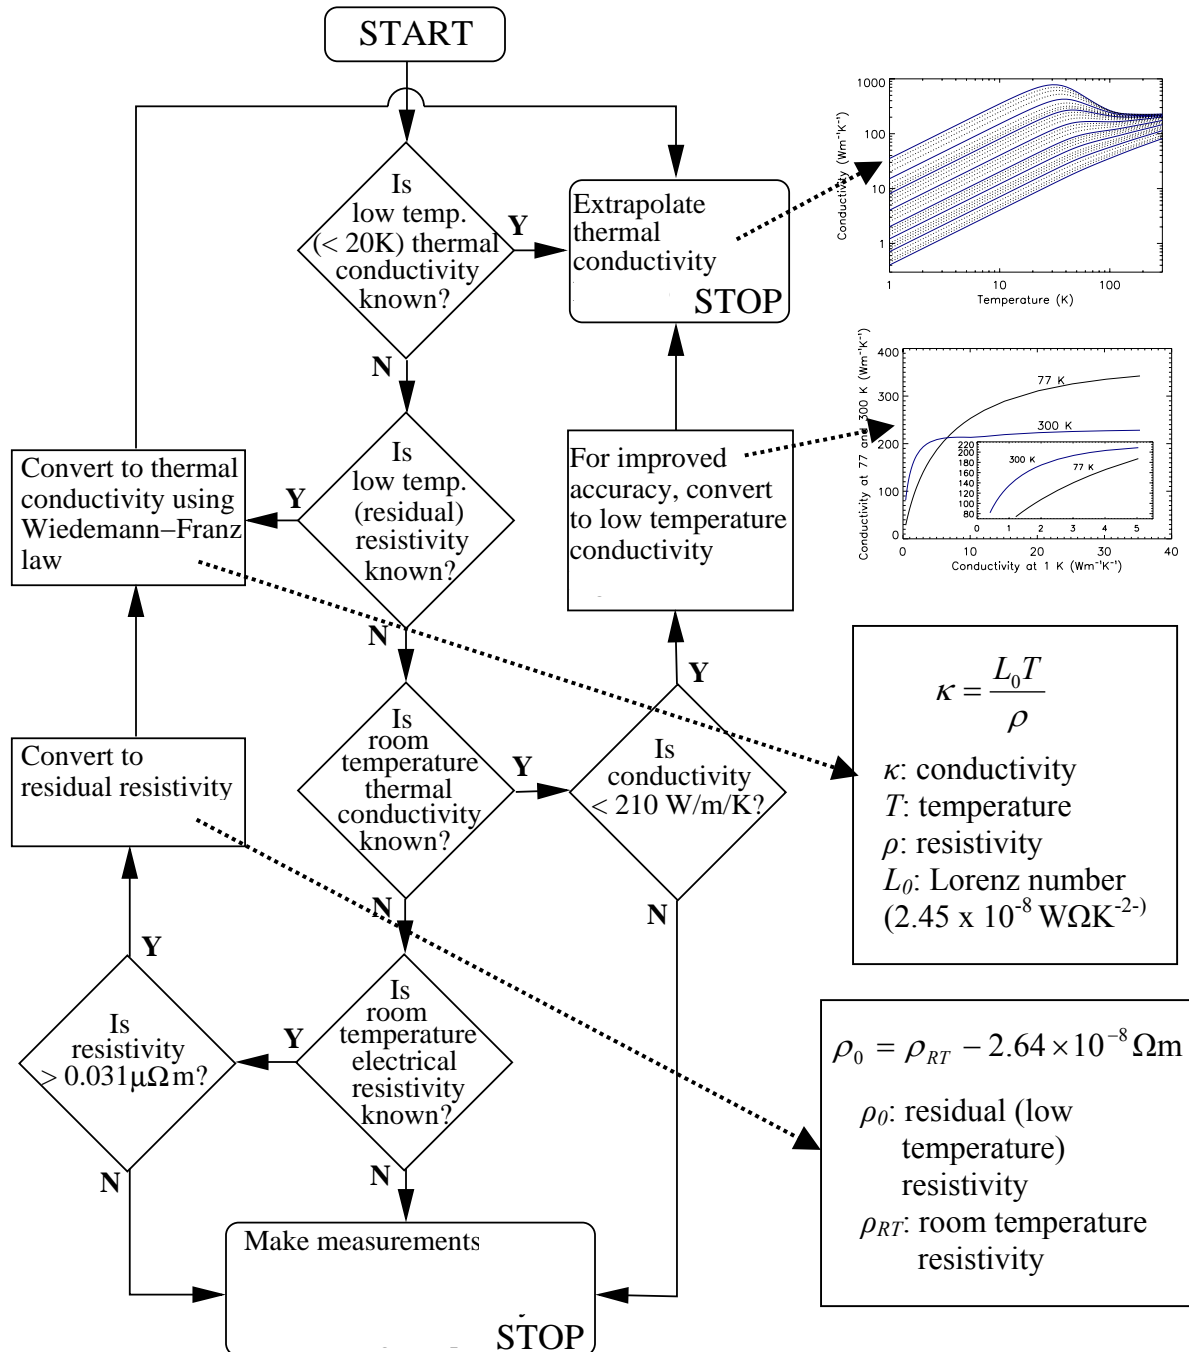 START
Is
low temp.
(< 20K) thermal
conductivity
known?
Y
N
Extrapolate
thermal
conductivity
STOP
1000
100
10
1
Conductivity (Wm⁻¹K⁻¹)
1
10
100
Temperature (K)
400
300
200
100
0
Conductivity at 77 and 300 K (Wm⁻¹K⁻¹)
77 K
300 K
220
200
180
160
140
120
100
80
300 K
77 K
0
1
2
3
4
5
0
10
20
30
40
Conductivity at 1 K (Wm⁻¹K⁻¹)
Is
low temp.
(residual)
resistivity
known?
Y
N
Convert to thermal
conductivity using
Wiedemann–Franz
law
For improved
accuracy, convert
to low temperature
conductivity
Is
room
temperature
thermal
conductivity
known?
Y
N
Is
conductivity
< 210 W/m/K?
Y
N
Convert to
residual resistivity
κ = L₀T / ρ
κ: conductivity
T: temperature
ρ: resistivity
L₀: Lorenz number
(2.45 x 10⁻⁸ WΩK⁻²⁻)
Is
resistivity
> 0.031μΩm?
Y
N
Is
room
temperature
electrical
resistivity
known?
Y
N
ρ₀ = ρRT − 2.64 × 10⁻⁸ Ωm
ρ₀: residual (low
temperature)
resistivity
ρRT: room temperature
resistivity
Make measurements
STOP